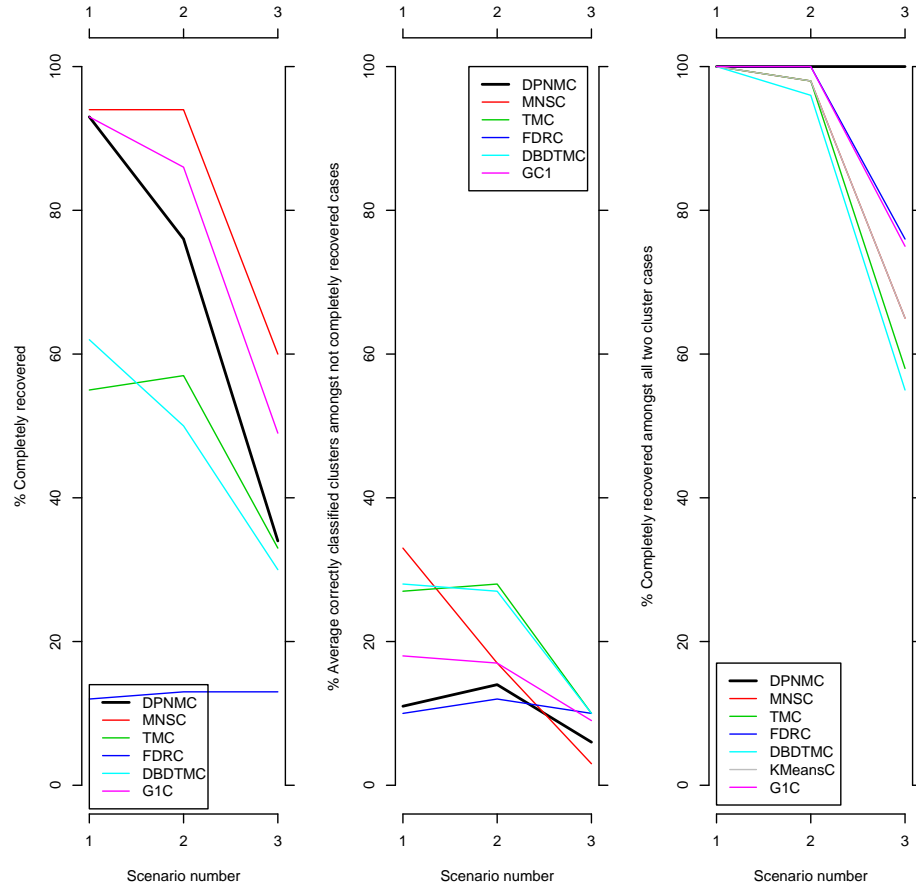 1 2 3
0 20 40 60 80 100
% Completely recovered
DPNMC
MNSC
TMC
FDRC
DBDTMC
G1C
1 2 3
Scenario number
1 2 3
0 20 40 60 80 100
% Average correctly classified clusters amongst not completely recovered cases
DPNMC
MNSC
TMC
FDRC
DBDTMC
GC1
1 2 3
Scenario number
1 2 3
0 20 40 60 80 100
% Completely recovered amongst all two cluster cases
DPNMC
MNSC
TMC
FDRC
DBDTMC
KMeansC
G1C
1 2 3
Scenario number